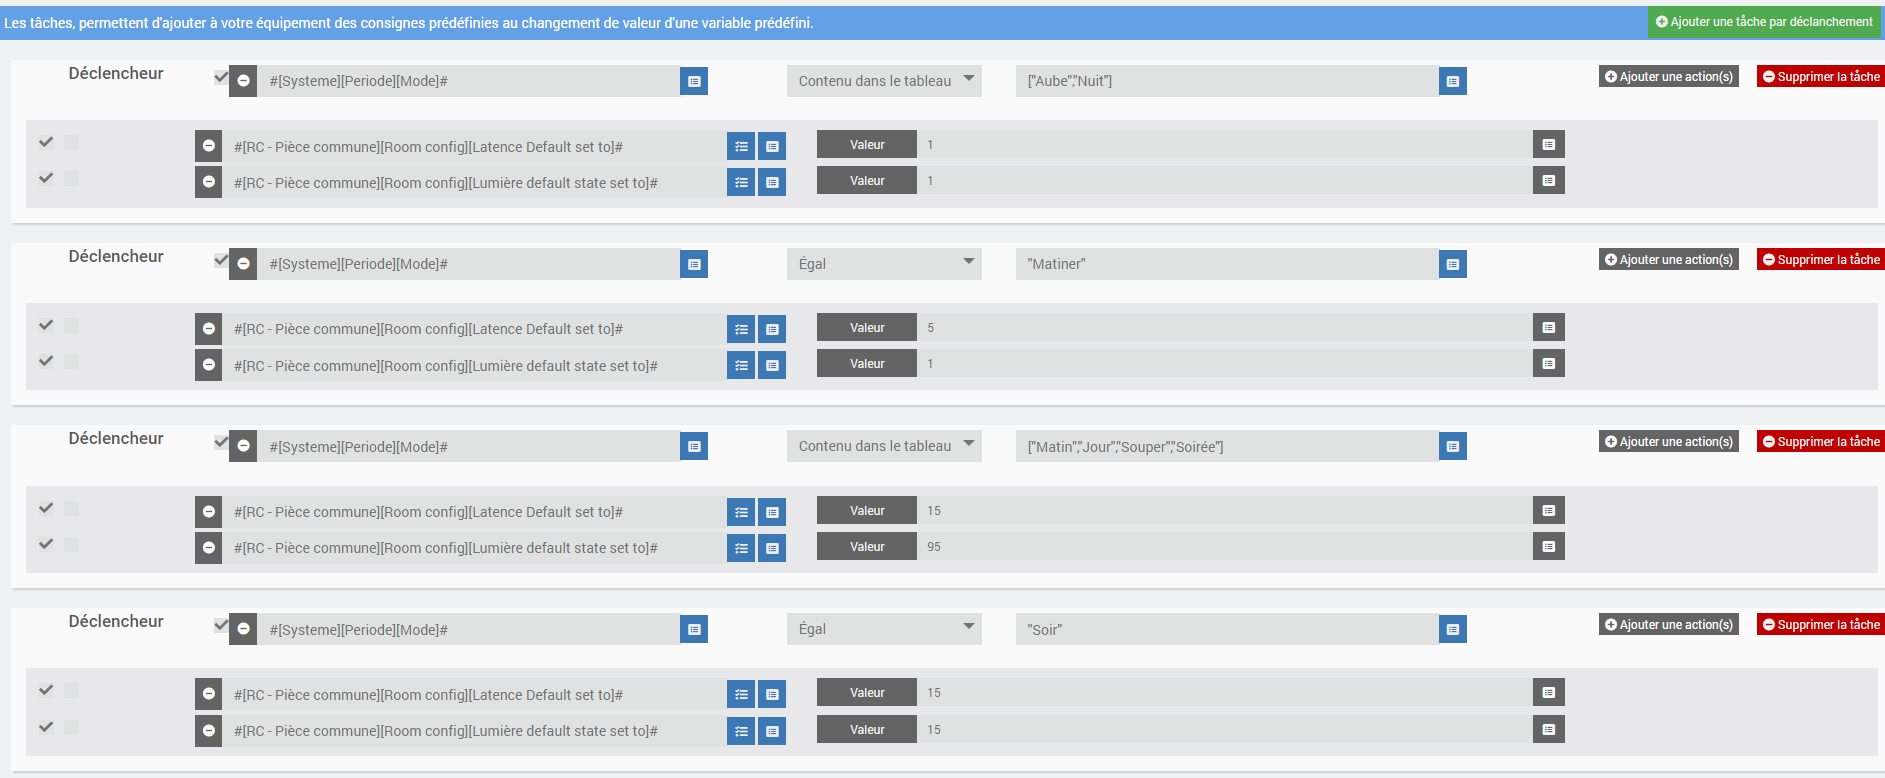 Les tâches, permettent d'ajouter à votre équipement des consignes prédéfinies au changement de valeur d'une variable prédéfini.
Ajouter une tâche par déclanchement
Déclencheur #[Systeme][Periode][Mode]# Contenu dans le tableau ["Aube","Nuit"] Ajouter une action(s) Supprimer la tâche
#[RC - Pièce commune][Room config][Latence Default set to]# Valeur 1
#[RC - Pièce commune][Room config][Lumière default state set to]# Valeur 1
Déclencheur #[Systeme][Periode][Mode]# Égal "Matiner" Ajouter une action(s) Supprimer la tâche
#[RC - Pièce commune][Room config][Latence Default set to]# Valeur 5
#[RC - Pièce commune][Room config][Lumière default state set to]# Valeur 1
Déclencheur #[Systeme][Periode][Mode]# Contenu dans le tableau ["Matin","Jour","Souper","Soirée"] Ajouter une action(s) Supprimer la tâche
#[RC - Pièce commune][Room config][Latence Default set to]# Valeur 15
#[RC - Pièce commune][Room config][Lumière default state set to]# Valeur 95
Déclencheur #[Systeme][Periode][Mode]# Égal "Soir" Ajouter une action(s) Supprimer la tâche
#[RC - Pièce commune][Room config][Latence Default set to]# Valeur 15
#[RC - Pièce commune][Room config][Lumière default state set to]# Valeur 15